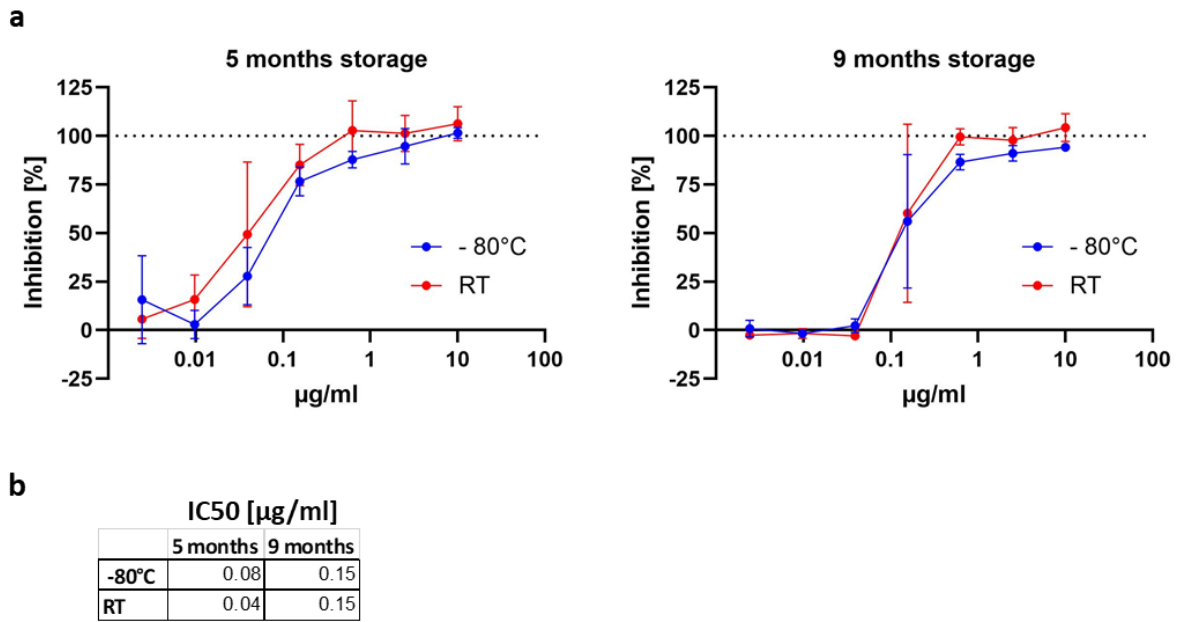 a
5 months storage
125
100
75
50
25
0
-25
Inhibition [%]
0.01 0.1 1 10 100
µg/ml
- 80°C
RT
9 months storage
125
100
75
50
25
0
-25
Inhibition [%]
0.01 0.1 1 10 100
µg/ml
- 80°C
RT
b
IC50 [µg/ml]
5 months 9 months
-80°C 0.08 0.15
RT 0.04 0.15